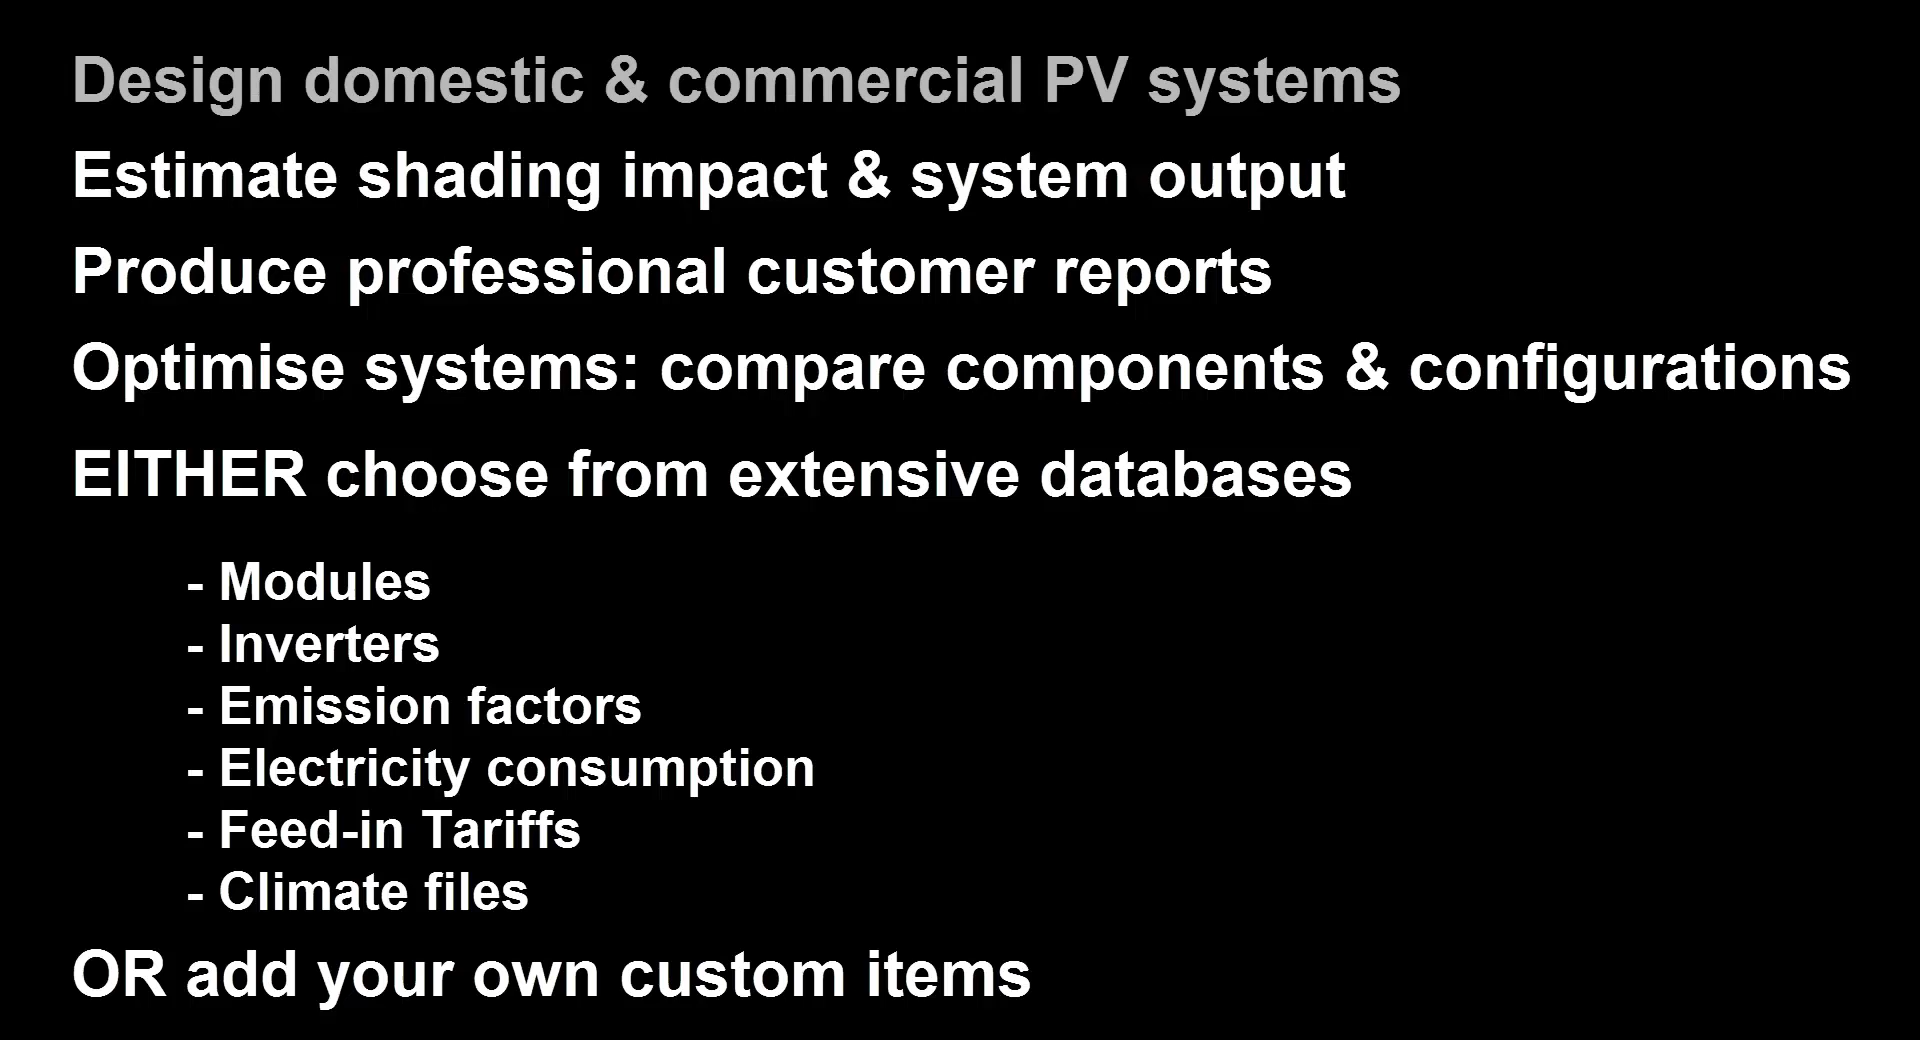 Design domestic & commercial PV systems
Estimate shading impact & system output
Produce professional customer reports
Optimise systems: compare components & configurations
EITHER choose from extensive databases
- Modules
- Inverters
- Emission factors
- Electricity consumption
- Feed-in Tariffs
- Climate files
OR add your own custom items